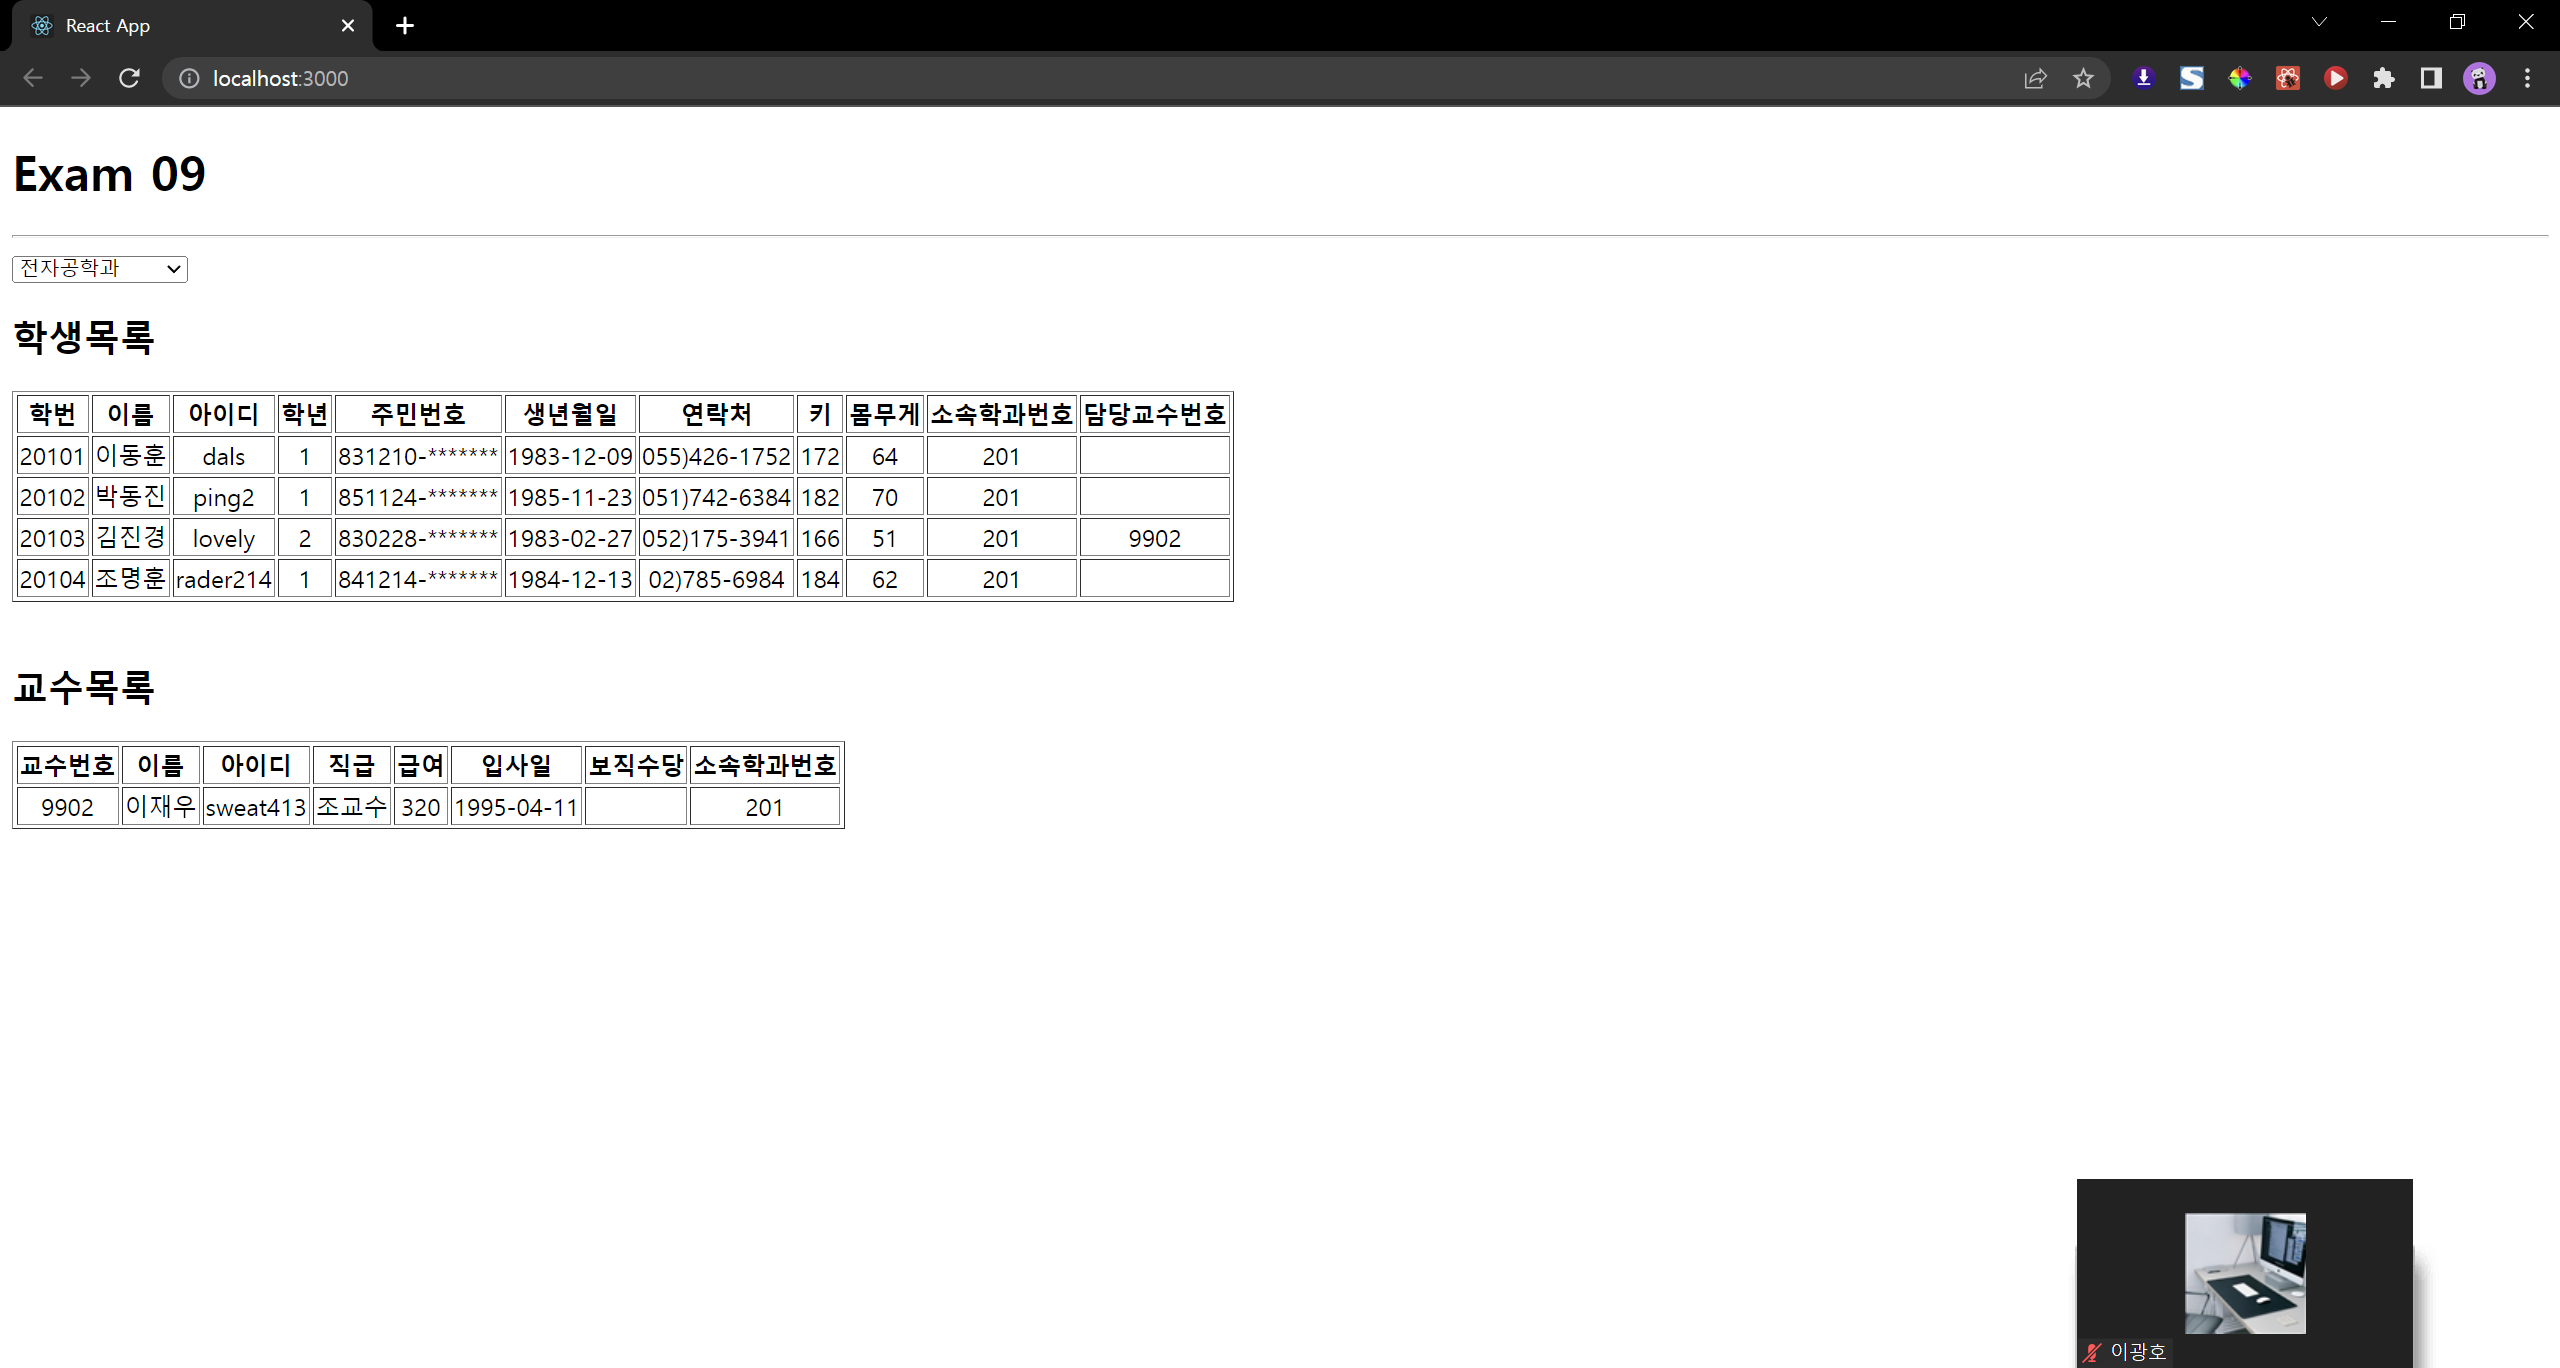 React App
localhost:3000
Exam 09
전자공학과
학생목록
학번 이름 아이디 학년 주민번호 생년월일 연락처 키 몸무게 소속학과번호 담당교수번호
20101 이동훈 dals 1 831210-******* 1983-12-09 055)426-1752 172 64 201
20102 박동진 ping2 1 851124-******* 1985-11-23 051)742-6384 182 70 201
20103 김진경 lovely 2 830228-******* 1983-02-27 052)175-3941 166 51 201 9902
20104 조명훈 rader214 1 841214-******* 1984-12-13 02)785-6984 184 62 201
교수목록
교수번호 이름 아이디 직급 급여 입사일 보직수당 소속학과번호
9902 이재우 sweat413 조교수 320 1995-04-11 201
이광호